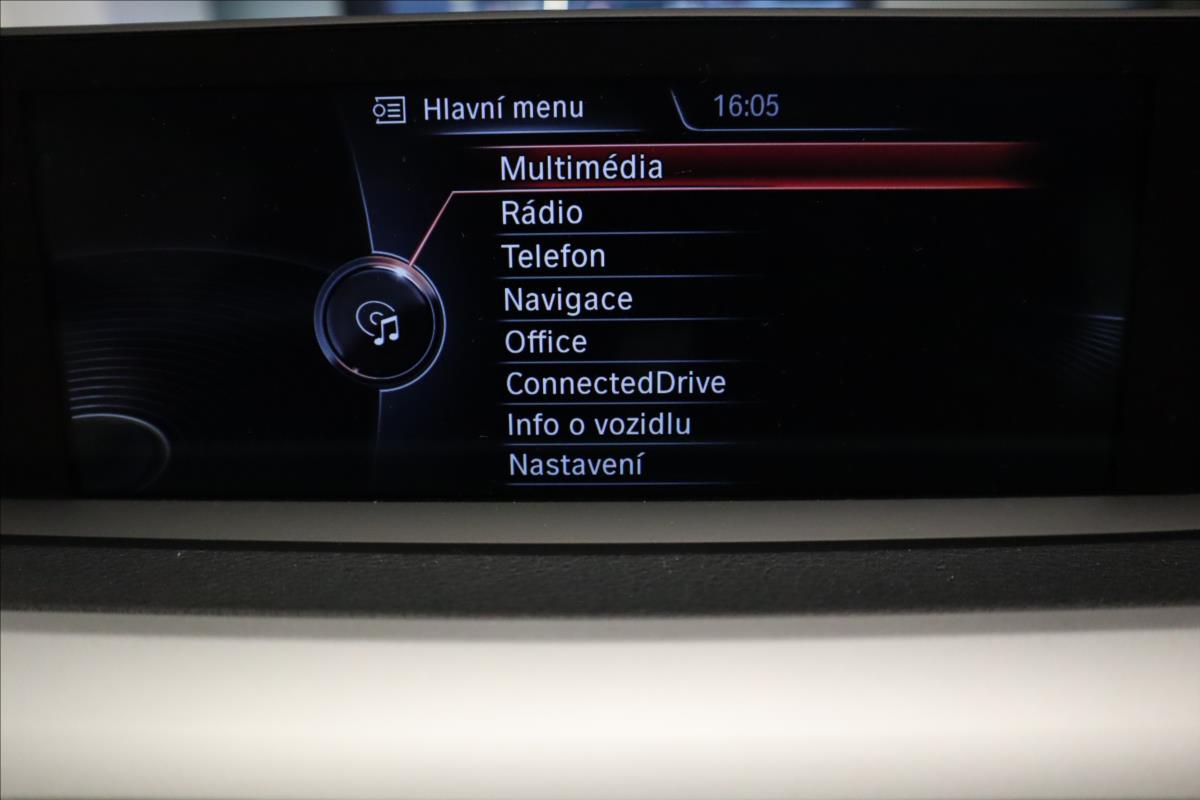 Hlavní menu 16:05
Multimédia
Rádio
Telefon
Navigace
Office
ConnectedDrive
Info o vozidlu
Nastavení